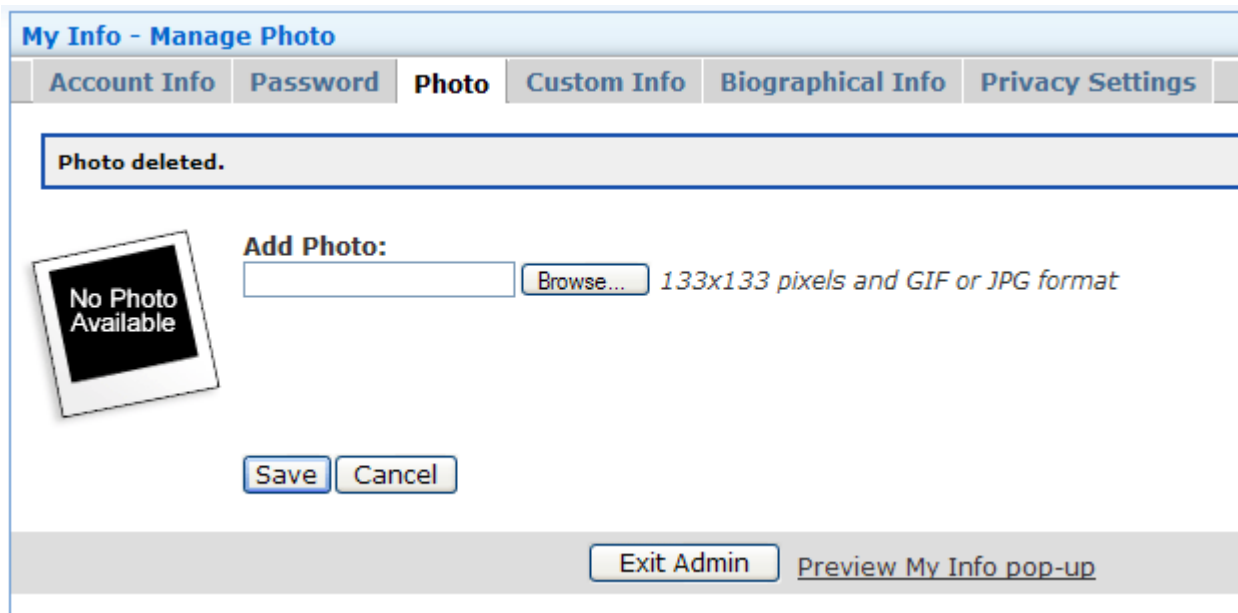 My Info - Manage Photo
Account Info Password Photo Custom Info Biographical Info Privacy Settings
Photo deleted.
Add Photo:
No Photo
Available
Browse... 133x133 pixels and GIF or JPG format
Save Cancel
Exit Admin Preview My Info pop-up